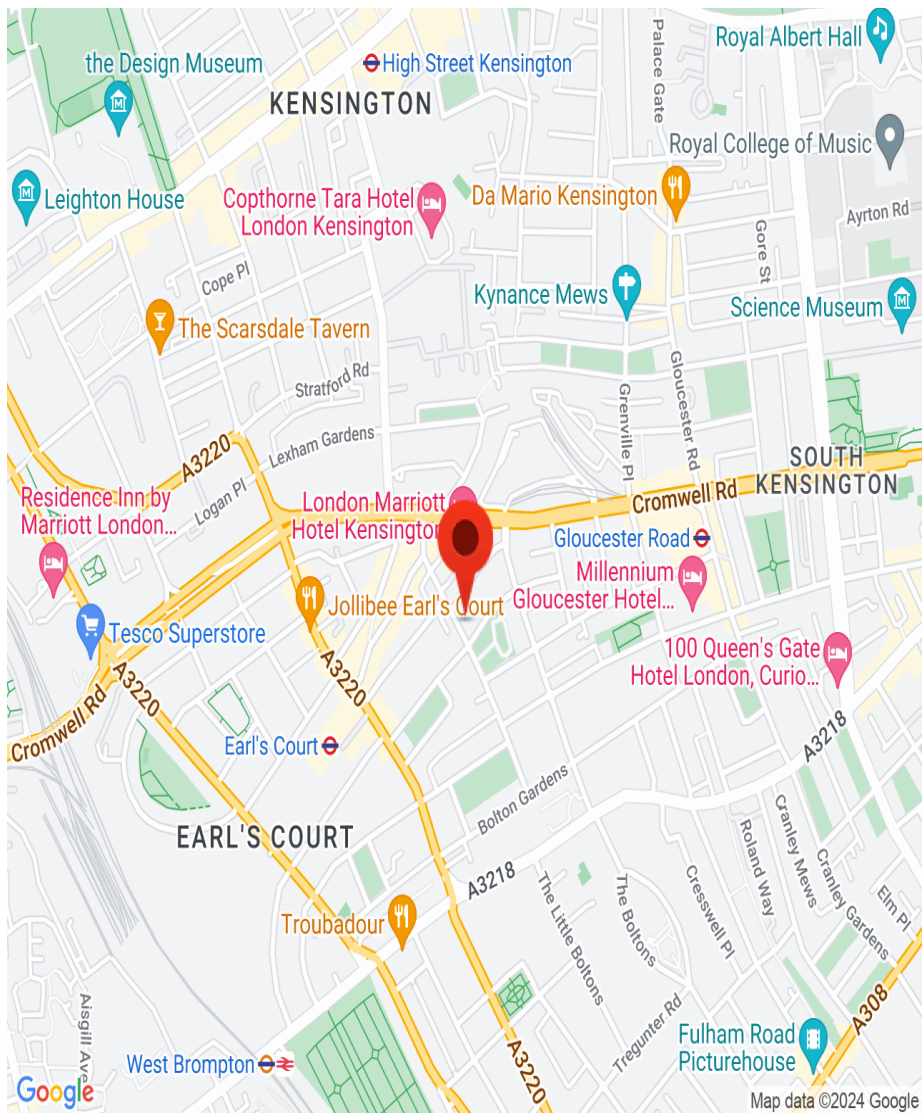 Royal Albert Hall
the Design Museum
High Street Kensington
Palace Gate
KENSINGTON
Royal College of Music
Leighton House
Copthorne Tara Hotel
London Kensington
Da Mario Kensington
Ayrton Rd
Gore St
Cope Pl
Kynance Mews
Science Museum
The Scarsdale Tavern
Stratford Rd
Gloucester Rd
Grenville Pl
Lexham Gardens
A3220
Logan Pl
SOUTH
KENSINGTON
Residence Inn by
Marriott London...
London Marriott
Hotel Kensington
Cromwell Rd
Gloucester Road
Millennium
Gloucester Hotel...
Jollibee Earl's Court
Tesco Superstore
100 Queen's Gate
Hotel London, Curio...
A3220
A3220
Cromwell Rd
Earl's Court
A3218
Bolton Gardens
EARL'S COURT
A3218
Cranley Mews
Roland Way
Cranley Gardens
Cresswell Pl
The Boltons
The Little Boltons
Elm Pl
Troubadour
Aisgill Ave
Tregunter Rd
A308
Fulham Road
Picturehouse
West Brompton
A3220
Google
Map data ©2024 Google